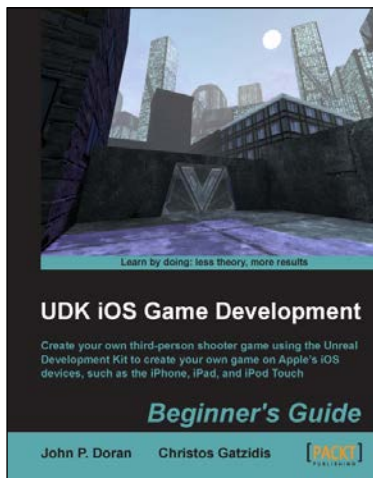 Learn by doing: less theory, more results
UDK iOS Game Development
Create your own third-person shooter game using the Unreal
Development Kit to create your own game on Apple's iOS
devices, such as the iPhone, iPad, and iPod Touch
Beginner's Guide
John P. Doran Christos Gatzidis [PACKT]
PUBLISHING